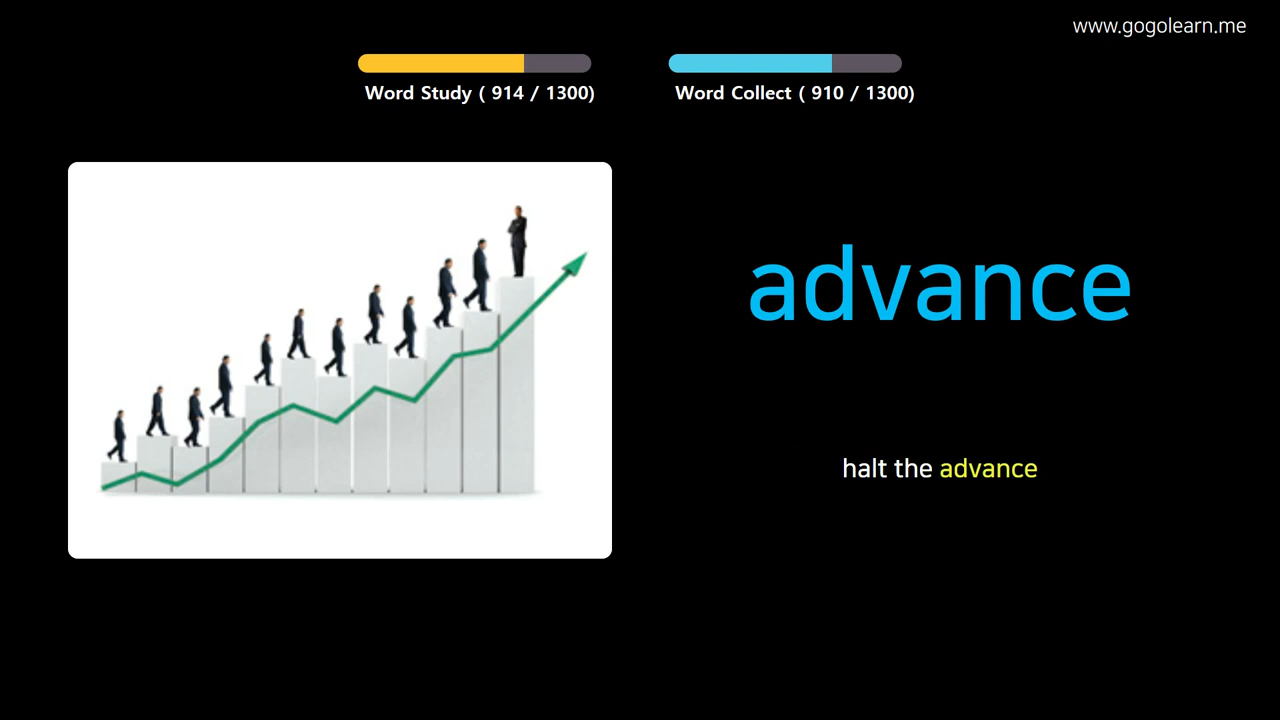 www.gogolearn.me
Word Study ( 914 / 1300)
Word Collect ( 910 / 1300)
advance
halt the advance